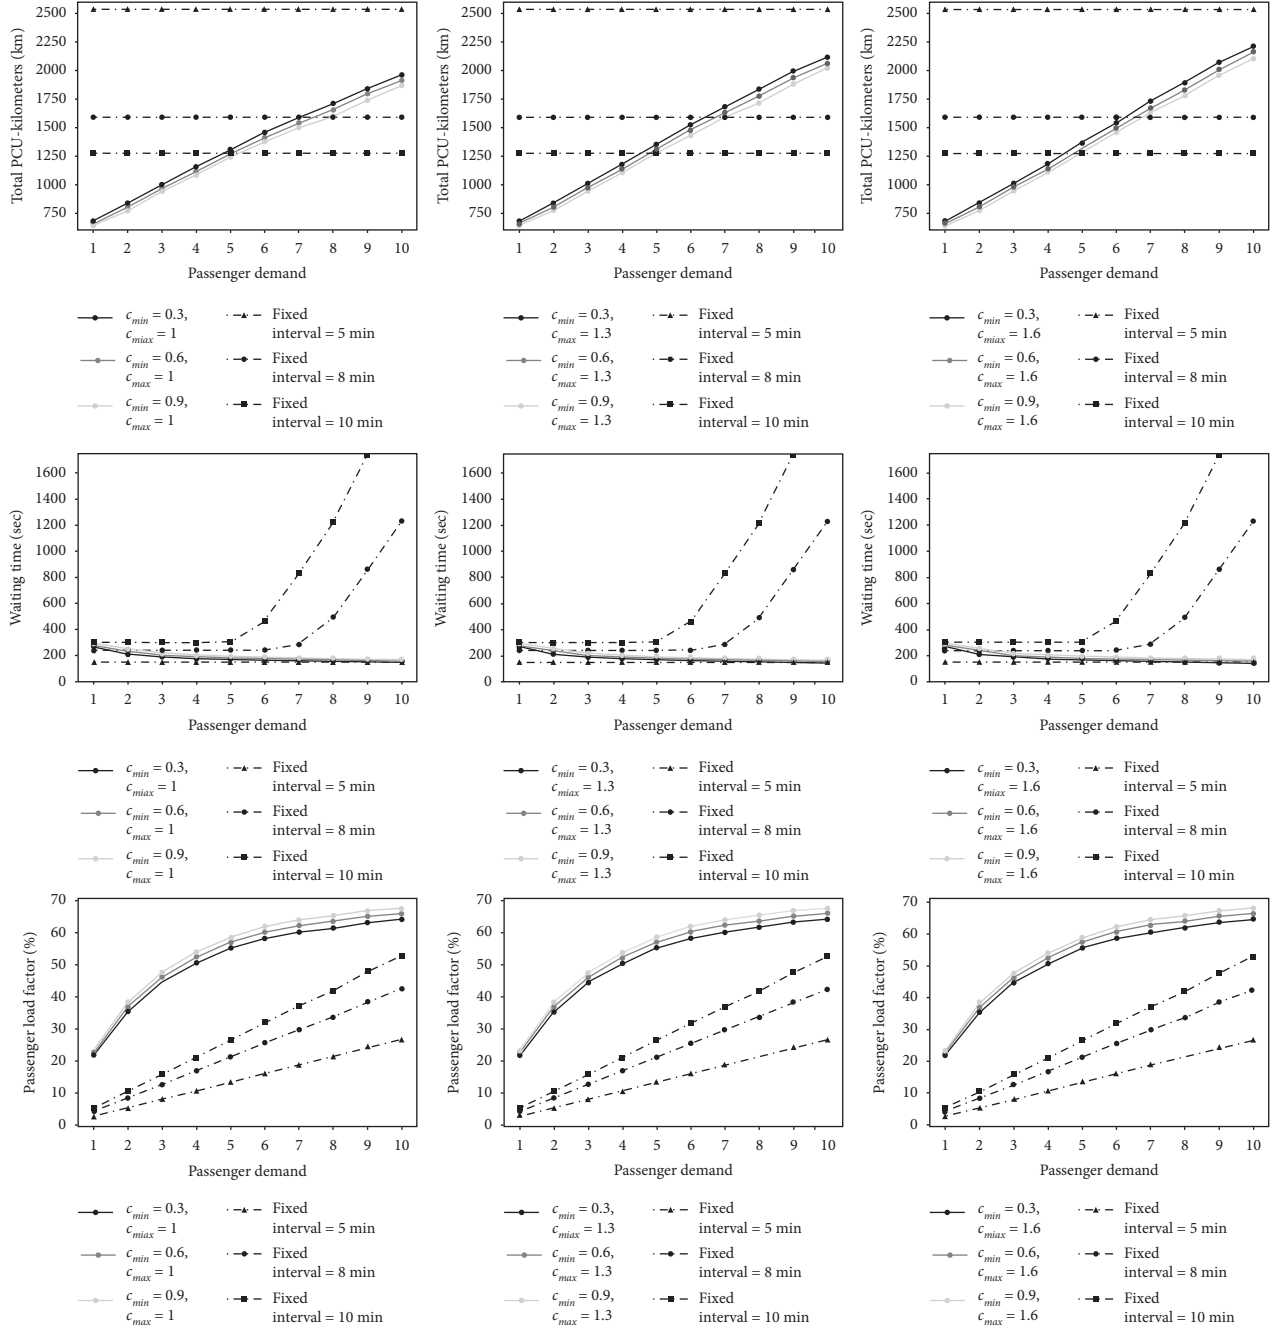 2500
2250
2000
1750
1500
1250
1000
750
Total PCU-kilometers (km)
1 2 3 4 5 6 7 8 9 10
Passenger demand
c_min = 0.3,
c_miax = 1
c_min = 0.6,
c_max = 1
c_min = 0.9,
c_max = 1
Fixed
interval = 5 min
Fixed
interval = 8 min
Fixed
interval = 10 min
2500
2250
2000
1750
1500
1250
1000
750
Total PCU-kilometers (km)
1 2 3 4 5 6 7 8 9 10
Passenger demand
c_min = 0.3,
c_max = 1.3
c_min = 0.6,
c_max = 1.3
c_min = 0.9,
c_max = 1.3
Fixed
interval = 5 min
Fixed
interval = 8 min
Fixed
interval = 10 min
2500
2250
2000
1750
1500
1250
1000
750
Total PCU-kilometers (km)
1 2 3 4 5 6 7 8 9 10
Passenger demand
c_min = 0.3,
c_miax = 1.6
c_min = 0.6,
c_max = 1.6
c_min = 0.9,
c_max = 1.6
Fixed
interval = 5 min
Fixed
interval = 8 min
Fixed
interval = 10 min
1600
1400
1200
1000
800
600
400
200
0
Waiting time (sec)
1 2 3 4 5 6 7 8 9 10
Passenger demand
c_min = 0.3,
c_miax = 1
c_min = 0.6,
c_max = 1
c_min = 0.9,
c_max = 1
Fixed
interval = 5 min
Fixed
interval = 8 min
Fixed
interval = 10 min
1600
1400
1200
1000
800
600
400
200
0
Waiting time (sec)
1 2 3 4 5 6 7 8 9 10
Passenger demand
c_min = 0.3,
c_miax = 1.3
c_min = 0.6,
c_max = 1.3
c_min = 0.9,
c_max = 1.3
Fixed
interval = 5 min
Fixed
interval = 8 min
Fixed
interval = 10 min
1600
1400
1200
1000
800
600
400
200
0
Waiting time (sec)
1 2 3 4 5 6 7 8 9 10
Passenger demand
c_min = 0.3,
c_miax = 1.6
c_min = 0.6,
c_max = 1.6
c_min = 0.9,
c_max = 1.6
Fixed
interval = 5 min
Fixed
interval = 8 min
Fixed
interval = 10 min
70
60
50
40
30
20
10
0
Passenger load factor (%)
1 2 3 4 5 6 7 8 9 10
Passenger demand
c_min = 0.3,
c_miax = 1
c_min = 0.6,
c_max = 1
c_min = 0.9,
c_max = 1
Fixed
interval = 5 min
Fixed
interval = 8 min
Fixed
interval = 10 min
70
60
50
40
30
20
10
0
Passenger load factor (%)
1 2 3 4 5 6 7 8 9 10
Passenger demand
c_min = 0.3,
c_miax = 1.3
c_min = 0.6,
c_max = 1.3
c_min = 0.9,
c_max = 1.3
Fixed
interval = 5 min
Fixed
interval = 8 min
Fixed
interval = 10 min
70
60
50
40
30
20
10
0
Passenger load factor (%)
1 2 3 4 5 6 7 8 9 10
Passenger demand
c_min = 0.3,
c_miax = 1.6
c_min = 0.6,
c_max = 1.6
c_min = 0.9,
c_max = 1.6
Fixed
interval = 5 min
Fixed
interval = 8 min
Fixed
interval = 10 min